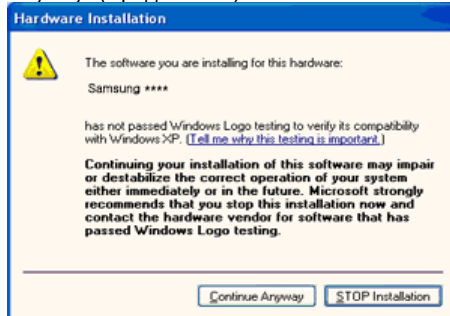 Hardware Installation
The software you are installing for this hardware:
Samsung ****
has not passed Windows Logo testing to verify its compatibility
with Windows XP. (Tell me why this testing is important.)
Continuing your installation of this software may impair
or destabilize the correct operation of your system
either immediately or in the future. Microsoft strongly
recommends that you stop this installation now and
contact the hardware vendor for software that has
passed Windows Logo testing.
Continue Anyway STOP Installation